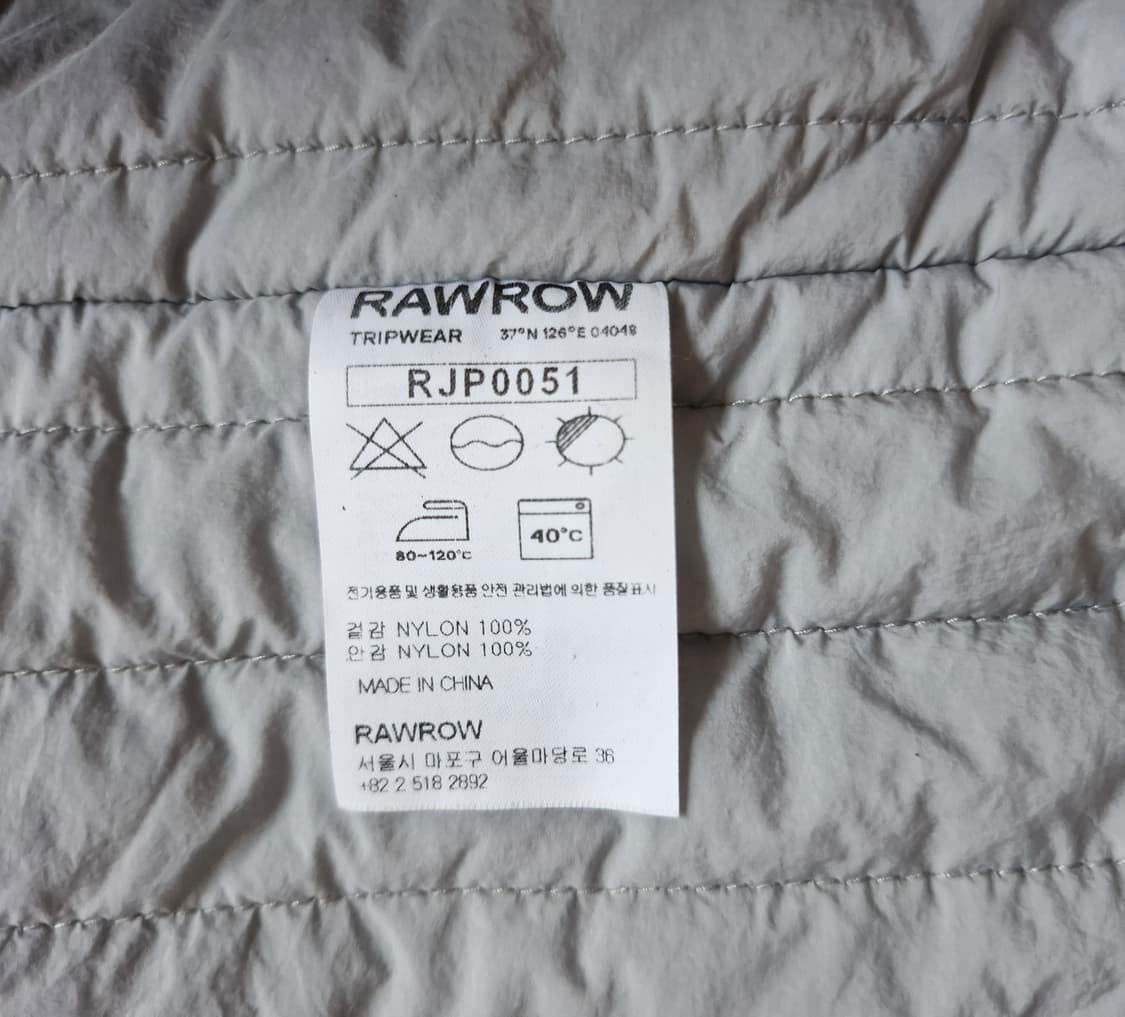 RAWROW
TRIPWEAR 37°N 126°E 04048
RJP0051
80~120°c
40°c
전기용품 및 생활용품 안전 관리법에 의한 품질표시
겉감 NYLON 100%
안감 NYLON 100%
MADE IN CHINA
RAWROW
서울시 마포구 어울마당로 36
+82 2 518 2892